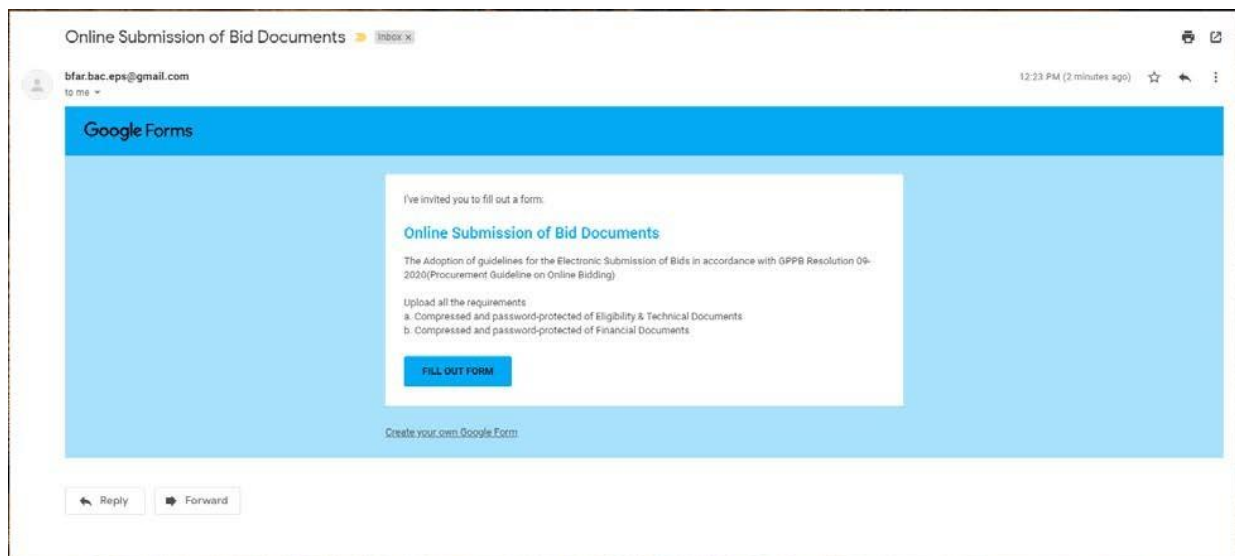 Online Submission of Bid Documents Inbox x
bfar.bac.eps@gmail.com 12:23 PM (2 minutes ago)
to me
Google Forms
I've invited you to fill out a form:
Online Submission of Bid Documents
The Adoption of guidelines for the Electronic Submission of Bids in accordance with GPPB Resolution 09-
2020(Procurement Guideline on Online Bidding)
Upload all the requirements
a. Compressed and password-protected of Eligibility & Technical Documents
b. Compressed and password-protected of Financial Documents
FILL OUT FORM
Create your own Google Form
Reply Forward